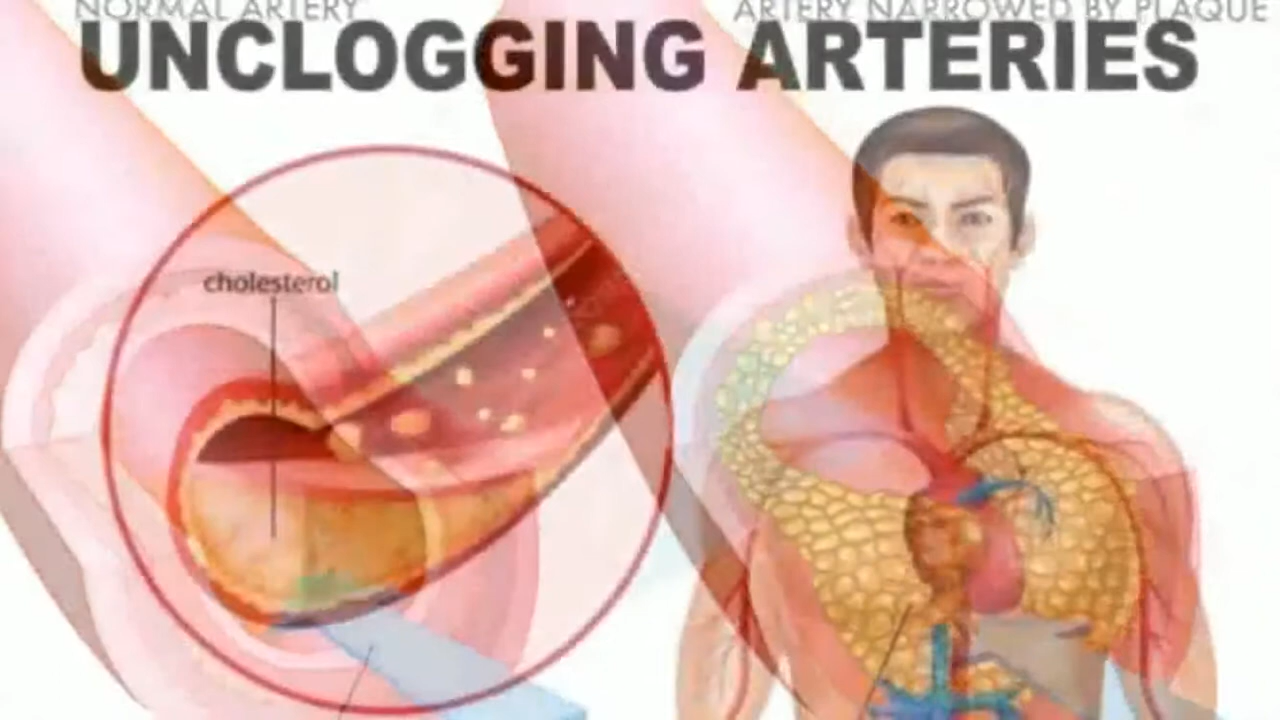 NORMAL ARTERY ARTERY NARROWED BY PLAQUE
UNCLOGGING ARTERIES
cholesterol